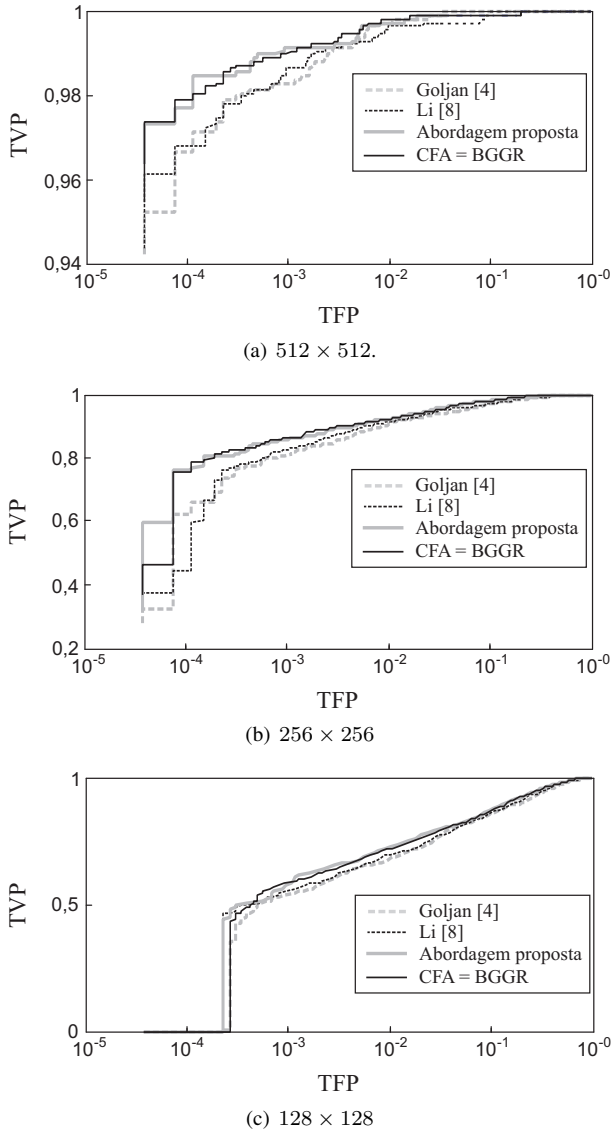 1
0,98
0,96
0,94
TVP
Goljan [4]
Li [8]
Abordagem proposta
CFA = BGGR
10^-5
10^-4
10^-3
10^-2
10^-1
10^-0
TFP
(a) 512 × 512.
1
0,8
0,6
0,4
0,2
TVP
Goljan [4]
Li [8]
Abordagem proposta
CFA = BGGR
10^-5
10^-4
10^-3
10^-2
10^-1
10^-0
TFP
(b) 256 × 256
1
0,5
0
TVP
Goljan [4]
Li [8]
Abordagem proposta
CFA = BGGR
10^-5
10^-4
10^-3
10^-2
10^-1
10^-0
TFP
(c) 128 × 128